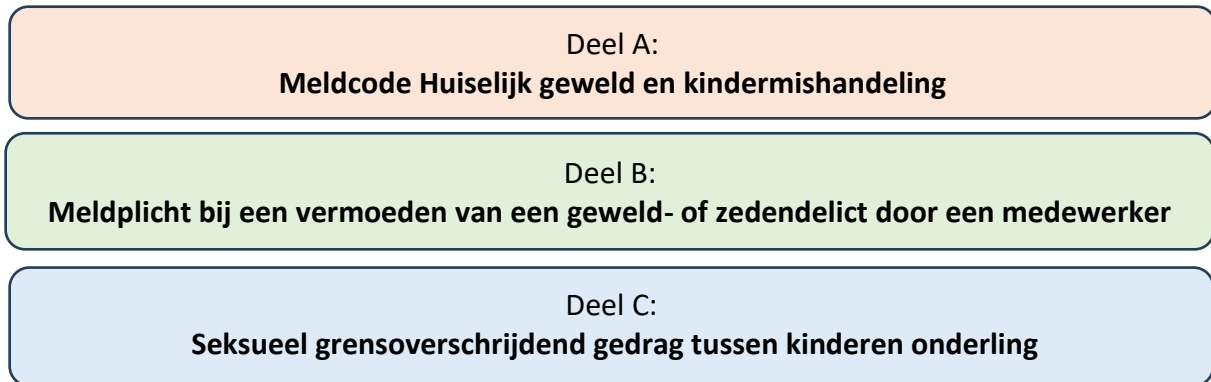 Deel A:
Meldcode Huiselijk geweld en kindermishandeling
Deel B:
Meldplicht bij een vermoeden van een geweld- of zedendelict door een medewerker
Deel C:
Seksueel grensoverschrijdend gedrag tussen kinderen onderling